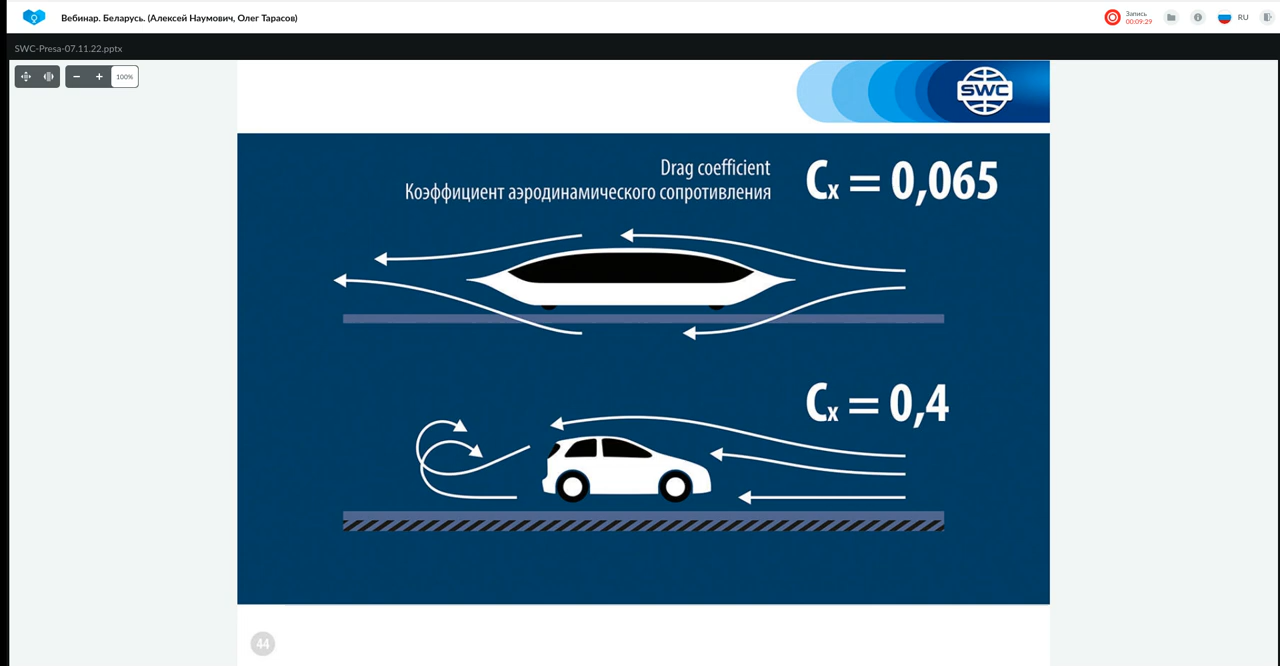 Вебинар. Беларусь. (Алексей Наумович, Олег Тарасов)
Запись
00:09:29
RU
SWC-Presa-07.11.22.pptx
100%
SWC
Drag coefficient
Коэффициент аэродинамического сопротивления
Cx = 0,065
Cx = 0,4
44